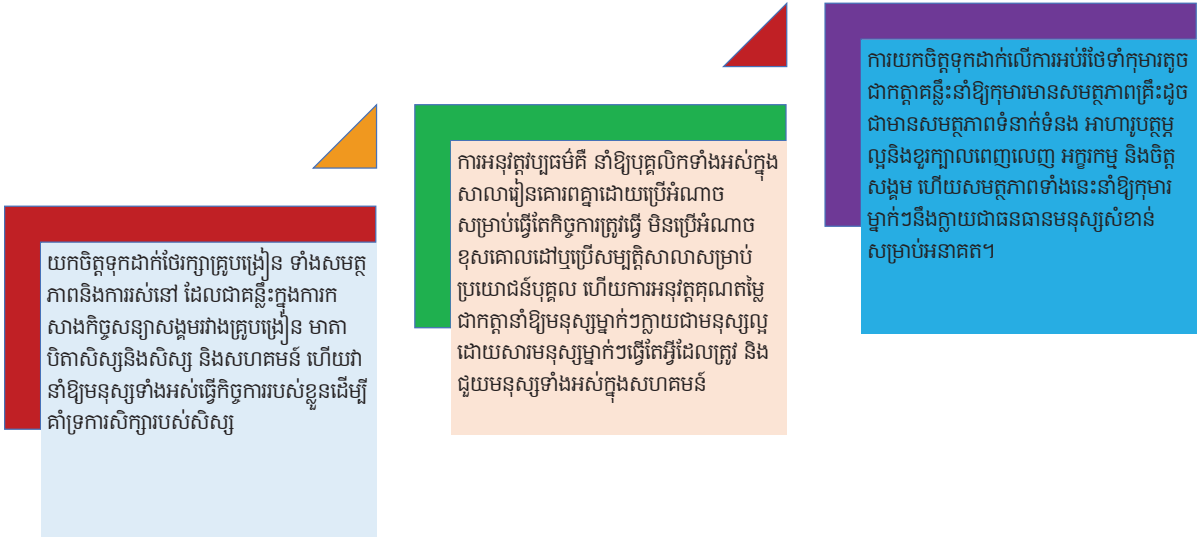 យកចិត្តទុកដាក់ថែរក្សាគ្រូបង្រៀន ទាំងសមត្ថ
ភាពនិងការរស់នៅ ដែលជាគន្លឹះក្នុងការក
សាងកិច្ចសន្យាសង្គមរវាងគ្រូបង្រៀន មាតា
បិតាសិស្សនិងសិស្ស និងសហគមន៍ ហើយវា
នាំឱ្យមនុស្សទាំងអស់ធ្វើកិច្ចការរបស់ខ្លួនដើម្បី
គាំទ្រការសិក្សារបស់សិស្ស
ការអនុវត្តវប្បធម៌គឺ នាំឱ្យបុគ្គលិកទាំងអស់ក្នុង
សាលារៀនគោរពគ្នាដោយប្រើអំណាច
សម្រាប់ធ្វើតែកិច្ចការត្រូវធ្វើ មិនប្រើអំណាច
ខុសគោលដៅឬប្រើសម្បត្តិសាលាសម្រាប់
ប្រយោជន៍បុគ្គល ហើយការអនុវត្តគុណតម្លៃ
ជាកត្តានាំឱ្យមនុស្សម្នាក់ៗក្លាយជាមនុស្សល្អ
ដោយសារមនុស្សម្នាក់ៗធ្វើតែអ្វីដែលត្រូវ និង
ជួយមនុស្សទាំងអស់ក្នុងសហគមន៍
ការយកចិត្តទុកដាក់លើការអប់រំថែទាំកុមារតូច
ជាកត្តាគន្លឹះនាំឱ្យកុមារមានសមត្ថភាពគ្រឹះដូច
ជាមានសមត្ថភាពទំនាក់ទំនង អាហារូបត្ថម្ភ
ល្អនិងខួរក្បាលពេញលេញ អក្ខរកម្ម និងចិត្ត
សង្គម ហើយសមត្ថភាពទាំងនេះនាំឱ្យកុមារ
ម្នាក់ៗនឹងក្លាយជាធនធានមនុស្សសំខាន់
សម្រាប់អនាគត។